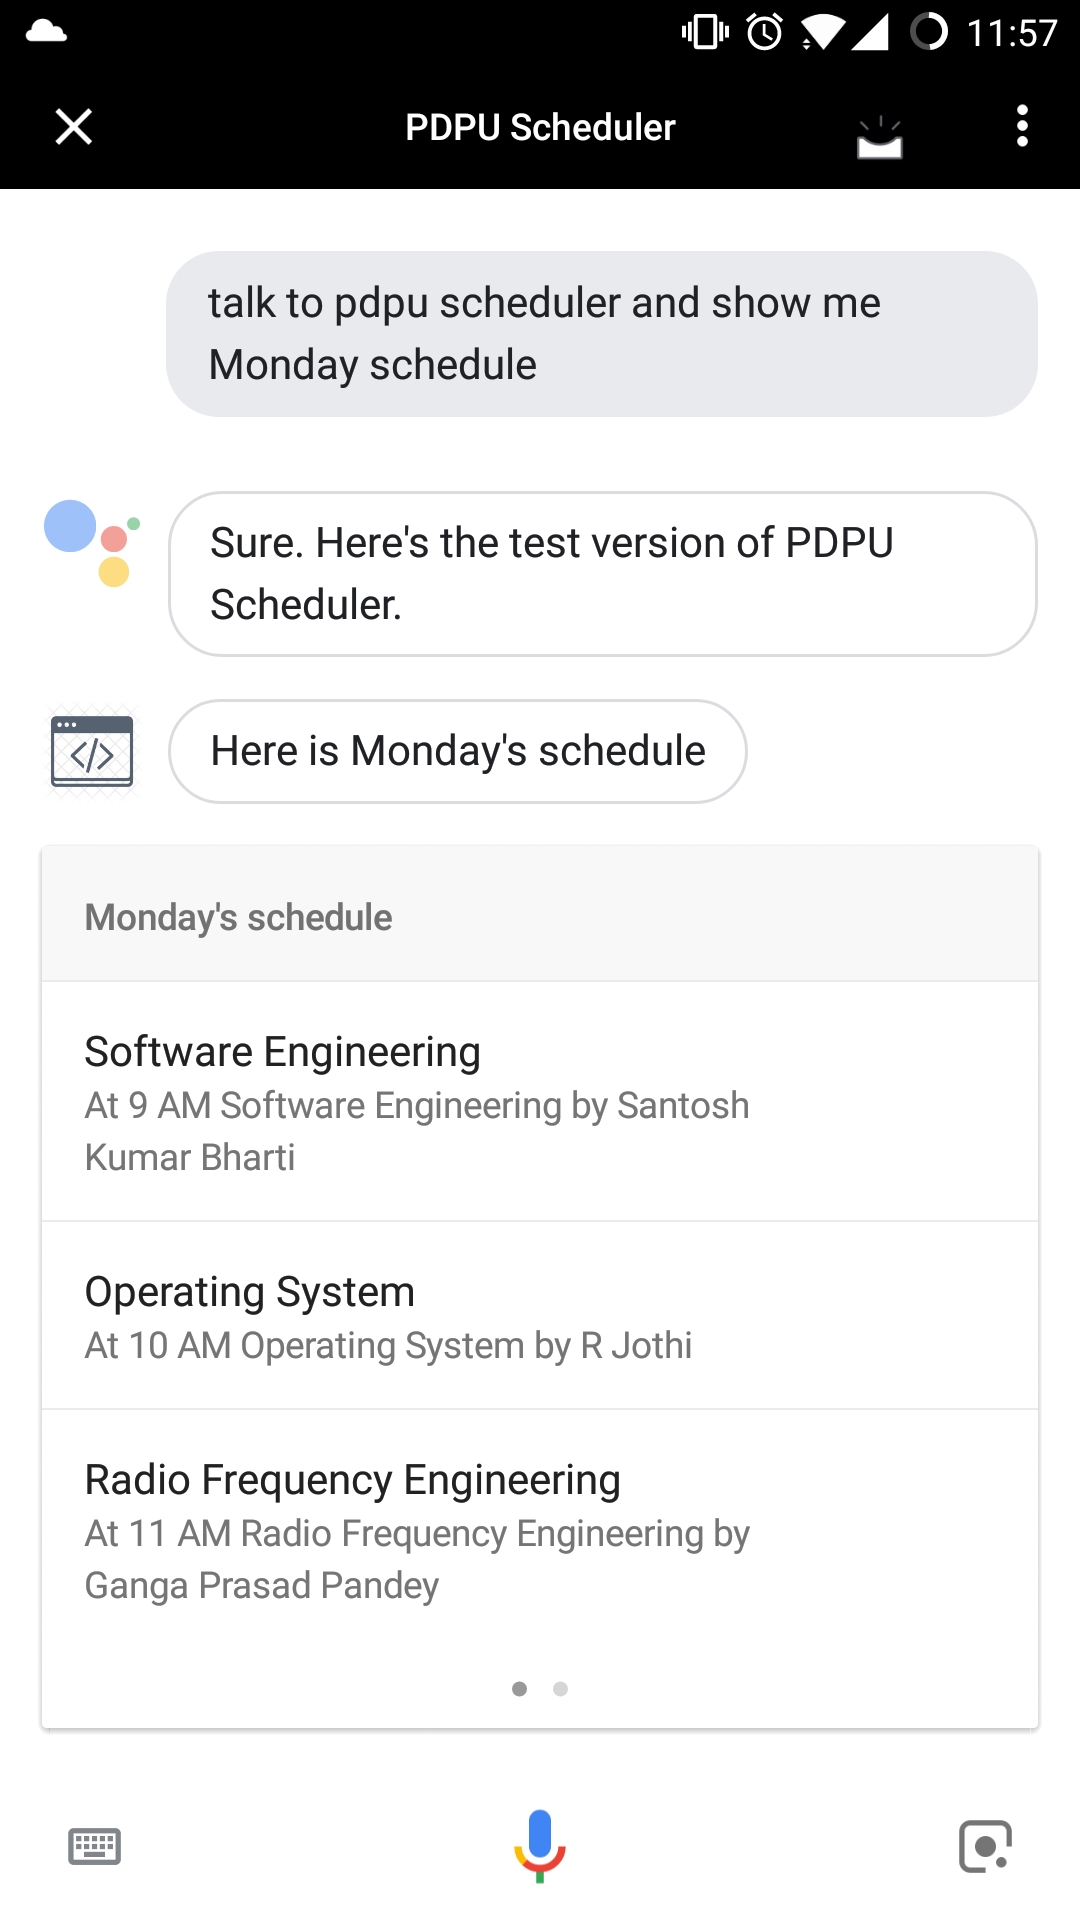 11:57
PDPU Scheduler
talk to pdpu scheduler and show me
Monday schedule
Sure. Here's the test version of PDPU
Scheduler.
</>
Here is Monday's schedule
Monday's schedule
Software Engineering
At 9 AM Software Engineering by Santosh
Kumar Bharti
Operating System
At 10 AM Operating System by R Jothi
Radio Frequency Engineering
At 11 AM Radio Frequency Engineering by
Ganga Prasad Pandey